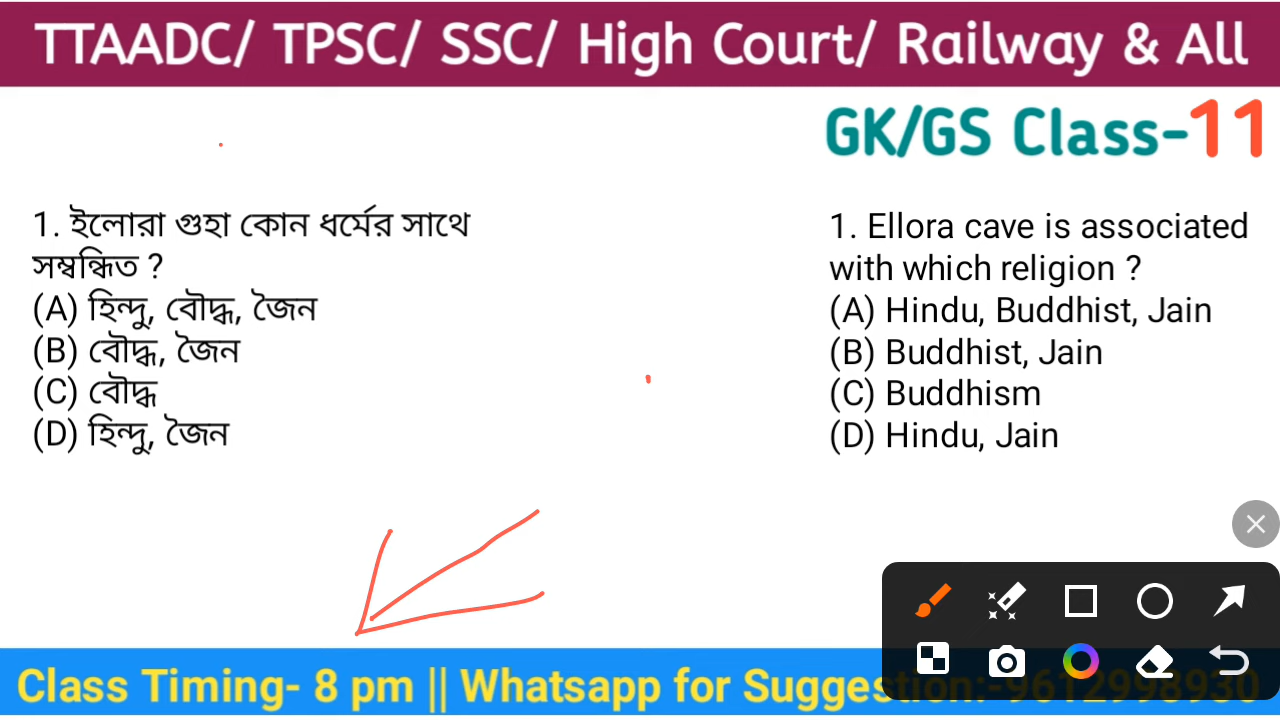 TTAADC/ TPSC/ SSC/ High Court/ Railway & All
GK/GS Class-11
1. ইলোরা গুহা কোন ধর্মের সাথে
সম্বন্ধিত ?
(A) হিন্দু, বৌদ্ধ, জৈন
(B) বৌদ্ধ, জৈন
(C) বৌদ্ধ
(D) হিন্দু, জৈন
1. Ellora cave is associated
with which religion ?
(A) Hindu, Buddhist, Jain
(B) Buddhist, Jain
(C) Buddhism
(D) Hindu, Jain
Class Timing- 8 pm || Whatsapp for Suggestion:-9612998930